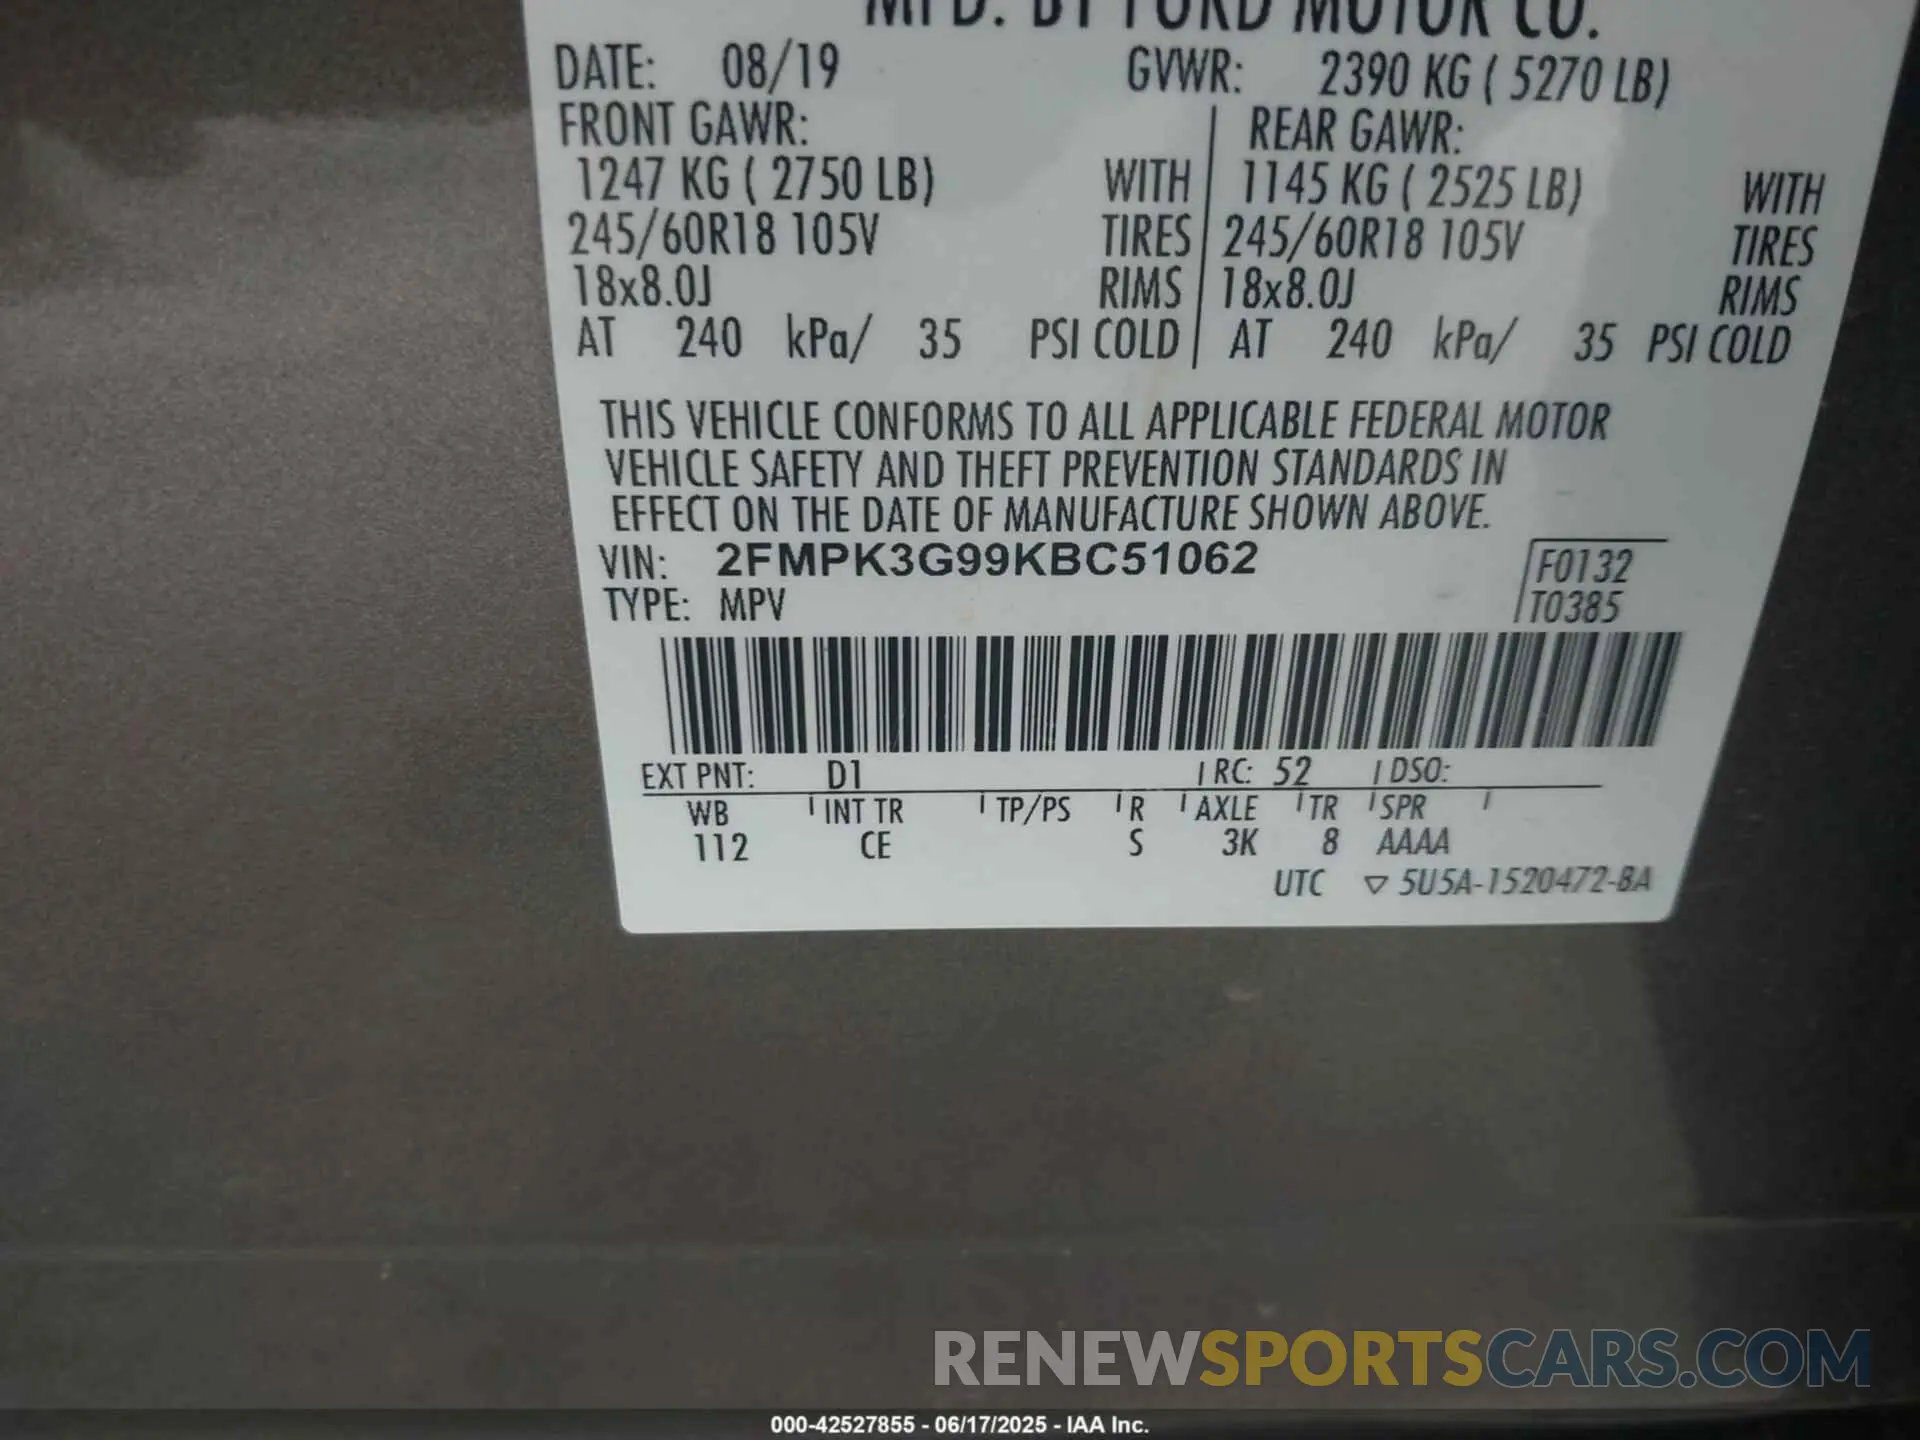 MFD. BY FORD MOTOR CO.
DATE: 08/19 GVWR: 2390 KG ( 5270 LB)
FRONT GAWR: REAR GAWR:
1247 KG ( 2750 LB) WITH 1145 KG ( 2525 LB) WITH
245/60R18 105V TIRES 245/60R18 105V TIRES
18x8.0J RIMS 18x8.0J RIMS
AT 240 kPa/ 35 PSI COLD AT 240 kPa/ 35 PSI COLD
THIS VEHICLE CONFORMS TO ALL APPLICABLE FEDERAL MOTOR
VEHICLE SAFETY AND THEFT PREVENTION STANDARDS IN
EFFECT ON THE DATE OF MANUFACTURE SHOWN ABOVE.
VIN: 2FMPK3G99KBC51062 F0132
TYPE: MPV T0385
EXT PNT: D1 RC: 52 DSO:
WB INT TR TP/PS R AXLE TR SPR
112 CE S 3K 8 AAAA
UTC ▽ 5U5A-1520472-BA
RENEWSPORTSCARS.COM
000-42527855 - 06/17/2025 - IAA Inc.